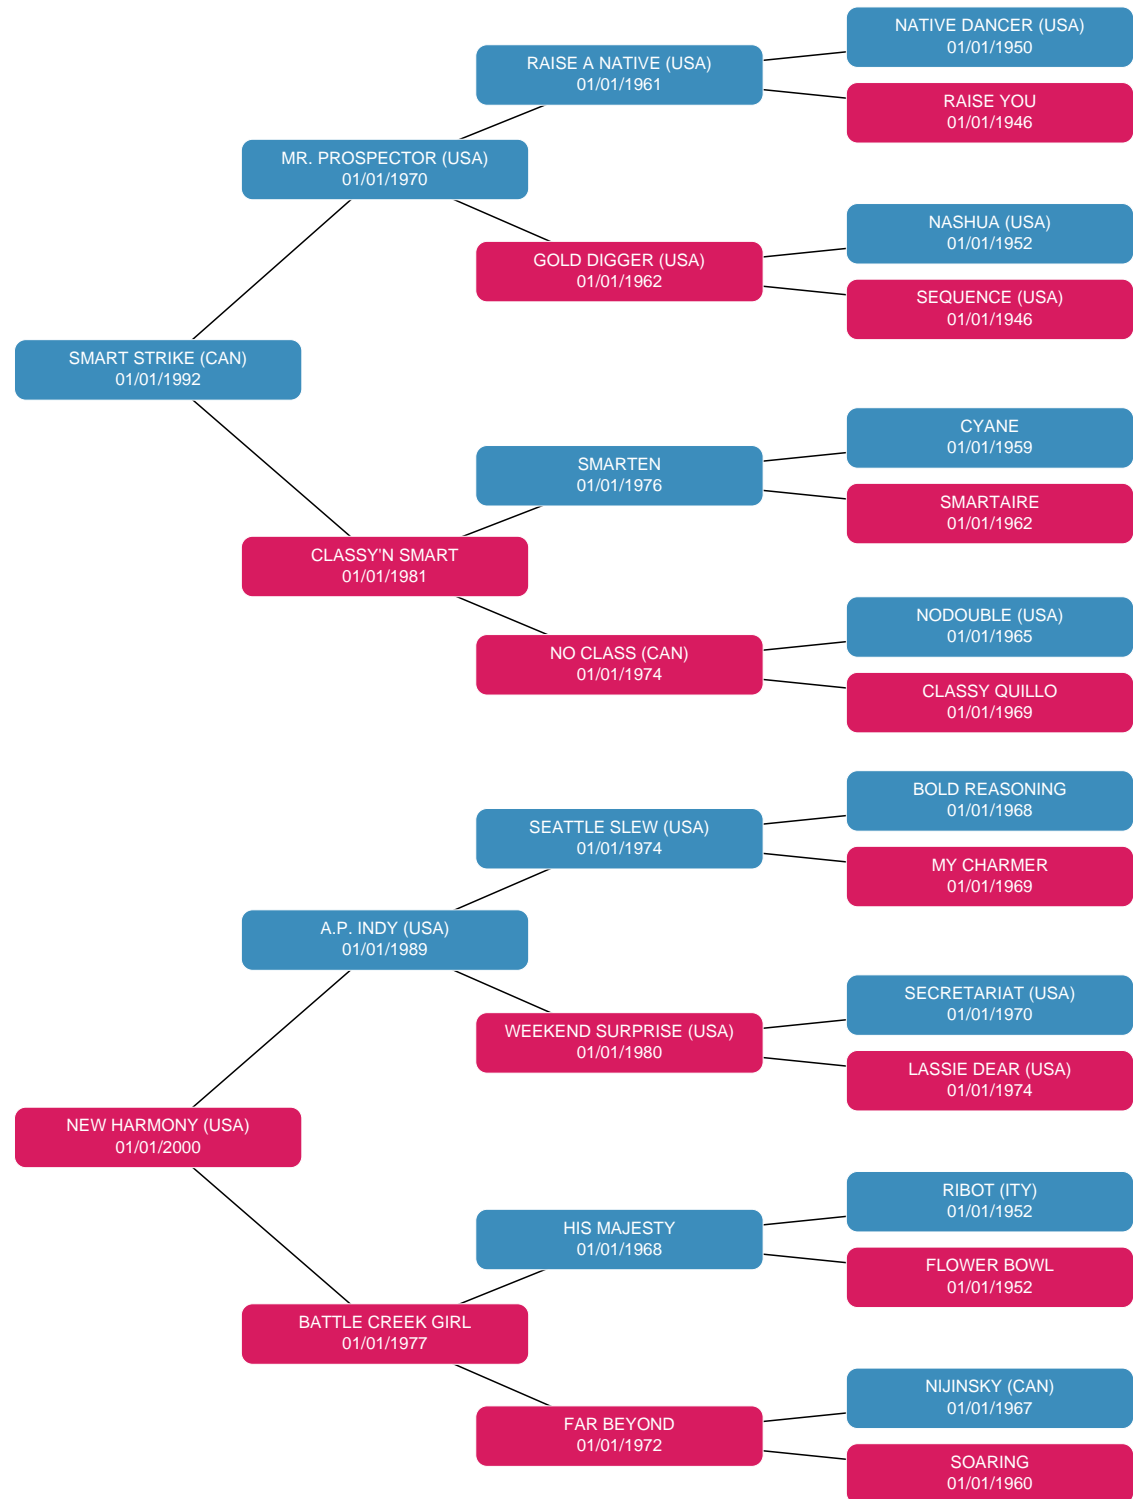 NATIVE DANCER (USA)
01/01/1950
RAISE A NATIVE (USA)
01/01/1961
RAISE YOU
01/01/1946
MR. PROSPECTOR (USA)
01/01/1970
NASHUA (USA)
01/01/1952
GOLD DIGGER (USA)
01/01/1962
SEQUENCE (USA)
01/01/1946
SMART STRIKE (CAN)
01/01/1992
CYANE
01/01/1959
SMARTEN
01/01/1976
SMARTAIRE
01/01/1962
CLASSY'N SMART
01/01/1981
NODOUBLE (USA)
01/01/1965
NO CLASS (CAN)
01/01/1974
CLASSY QUILLO
01/01/1969
BOLD REASONING
01/01/1968
SEATTLE SLEW (USA)
01/01/1974
MY CHARMER
01/01/1969
A.P. INDY (USA)
01/01/1989
SECRETARIAT (USA)
01/01/1970
WEEKEND SURPRISE (USA)
01/01/1980
LASSIE DEAR (USA)
01/01/1974
NEW HARMONY (USA)
01/01/2000
RIBOT (ITY)
01/01/1952
HIS MAJESTY
01/01/1968
FLOWER BOWL
01/01/1952
BATTLE CREEK GIRL
01/01/1977
NIJINSKY (CAN)
01/01/1967
FAR BEYOND
01/01/1972
SOARING
01/01/1960